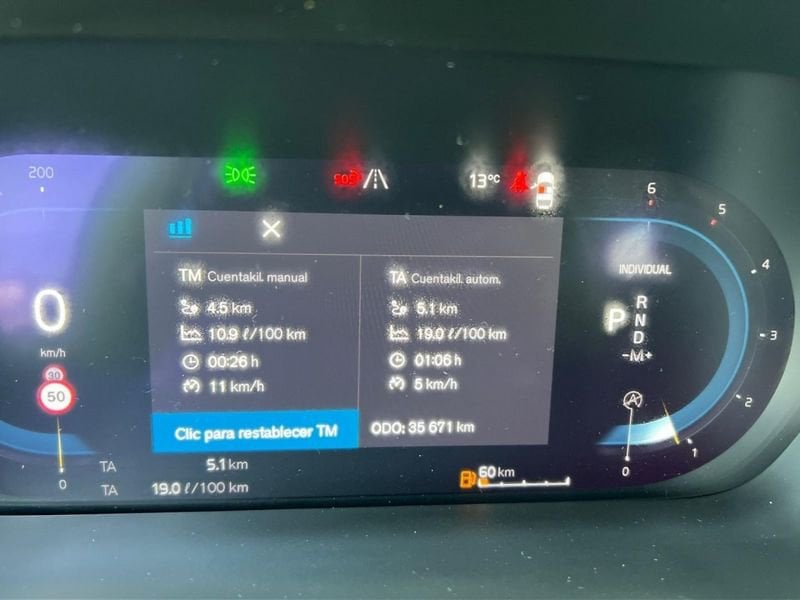 200
SOS
13°C
6
5
4
3
2
1
0
INDIVIDUAL
P
R
N
D
-M+
A
0
km/h
30
50
0
TM Cuentakil. manual
4.5 km
10.9 ℓ/100 km
00:26 h
11 km/h
Clic para restablecer TM
TA Cuentakil. autom.
5.1 km
19.0 ℓ/100 km
01:06 h
5 km/h
ODO: 35 671 km
TA 5.1 km
TA 19.0 ℓ/100 km
60 km